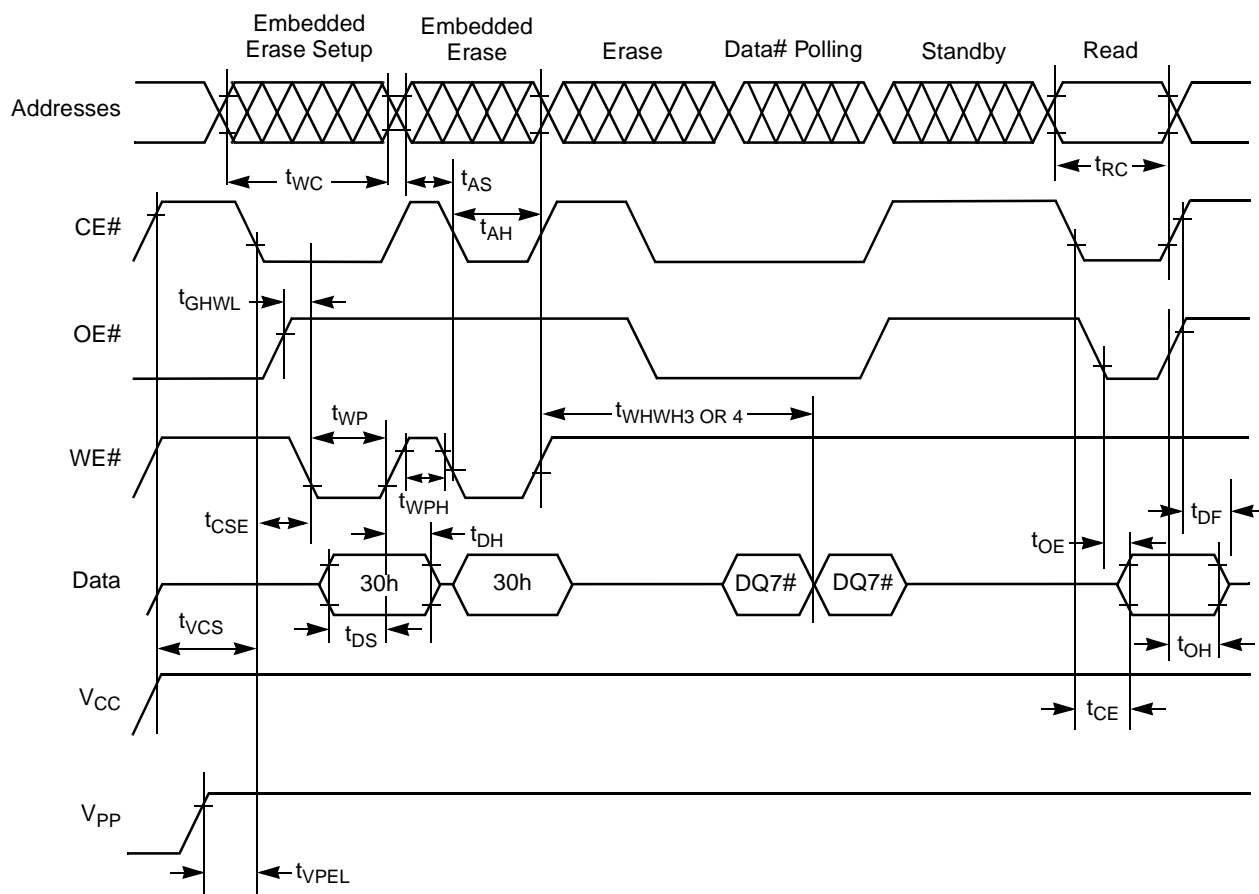 Embedded
Erase Setup
Embedded
Erase
Erase
Data# Polling
Standby
Read
Addresses
tWC
tAS
tRC
CE#
tAH
tGHWL
OE#
tWP
tWHWH3 OR 4
WE#
tWPH
tCSE
tDH
tDF
tOE
Data
30h
30h
DQ7#
DQ7#
tVCS
tDS
tOH
VCC
tCE
VPP
tVPEL